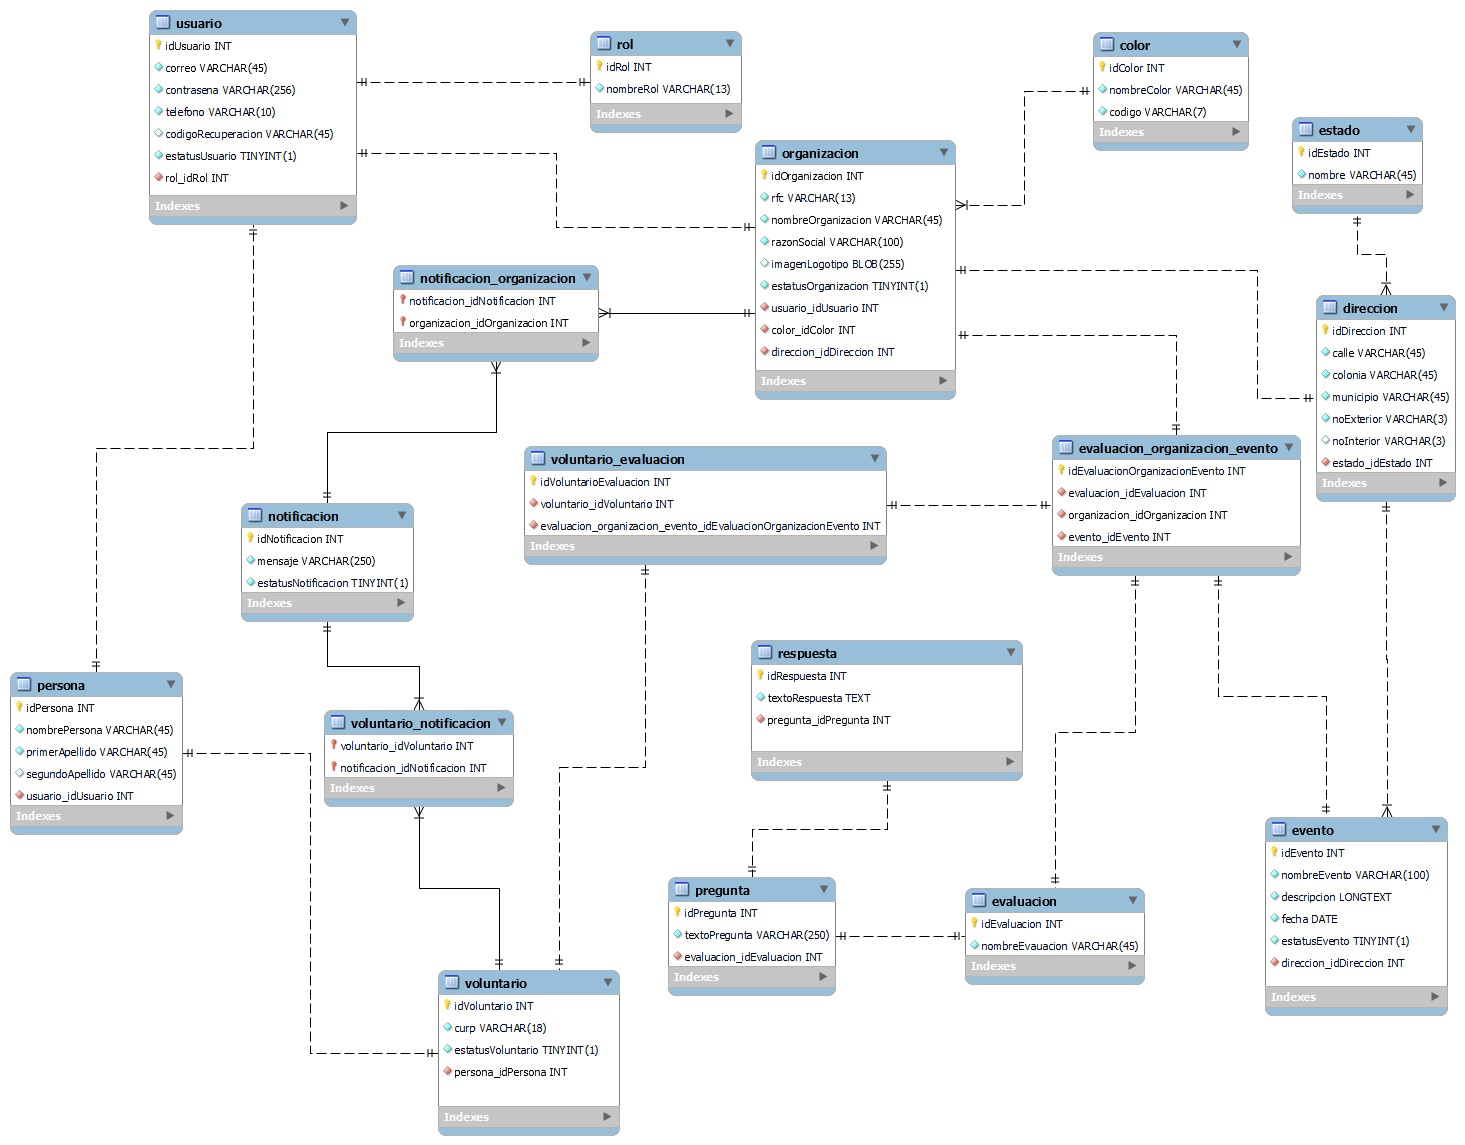 usuario
idUsuario INT
correo VARCHAR(45)
contrasena VARCHAR(256)
telefono VARCHAR(10)
codigoRecuperacion VARCHAR(45)
estatusUsuario TINYINT(1)
rol_idRol INT
Indexes
rol
idRol INT
nombreRol VARCHAR(13)
Indexes
color
idColor INT
nombreColor VARCHAR(45)
codigo VARCHAR(7)
Indexes
estado
idEstado INT
nombre VARCHAR(45)
Indexes
organizacion
idOrganizacion INT
rfc VARCHAR(13)
nombreOrganizacion VARCHAR(45)
razonSocial VARCHAR(100)
imagenLogotipo BLOB(255)
estatusOrganizacion TINYINT(1)
usuario_idUsuario INT
color_idColor INT
direccion_idDireccion INT
Indexes
notificacion_organizacion
notificacion_idNotificacion INT
organizacion_idOrganizacion INT
Indexes
direccion
idDireccion INT
calle VARCHAR(45)
colonia VARCHAR(45)
municipio VARCHAR(45)
noExterior VARCHAR(3)
noInterior VARCHAR(3)
estado_idEstado INT
Indexes
voluntario_evaluacion
idVoluntarioEvaluacion INT
voluntario_idVoluntario INT
evaluacion_organizacion_evento_idEvaluacionOrganizacionEvento INT
Indexes
evaluacion_organizacion_evento
idEvaluacionOrganizacionEvento INT
evaluacion_idEvaluacion INT
organizacion_idOrganizacion INT
evento_idEvento INT
Indexes
notificacion
idNotificacion INT
mensaje VARCHAR(250)
estatusNotificacion TINYINT(1)
Indexes
persona
idPersona INT
nombrePersona VARCHAR(45)
primerApellido VARCHAR(45)
segundoApellido VARCHAR(45)
usuario_idUsuario INT
Indexes
voluntario_notificacion
voluntario_idVoluntario INT
notificacion_idNotificacion INT
Indexes
respuesta
idRespuesta INT
textoRespuesta TEXT
pregunta_idPregunta INT
Indexes
evento
idEvento INT
nombreEvento VARCHAR(100)
descripcion LONGTEXT
fecha DATE
estatusEvento TINYINT(1)
direccion_idDireccion INT
Indexes
pregunta
idPregunta INT
textoPregunta VARCHAR(250)
evaluacion_idEvaluacion INT
Indexes
evaluacion
idEvaluacion INT
nombreEvauacion VARCHAR(45)
Indexes
voluntario
idVoluntario INT
curp VARCHAR(18)
estatusVoluntario TINYINT(1)
persona_idPersona INT
Indexes